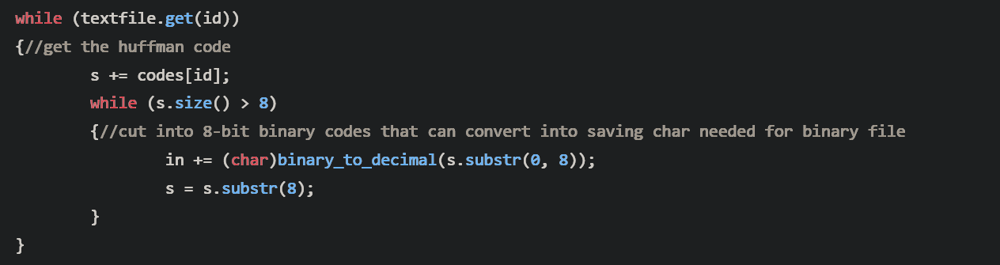 while (textfile.get(id))
{//get the huffman code
        s += codes[id];
        while (s.size() > 8)
        {//cut into 8-bit binary codes that can convert into saving char needed for binary file
                in += (char)binary_to_decimal(s.substr(0, 8));
                s = s.substr(8);
        }
}